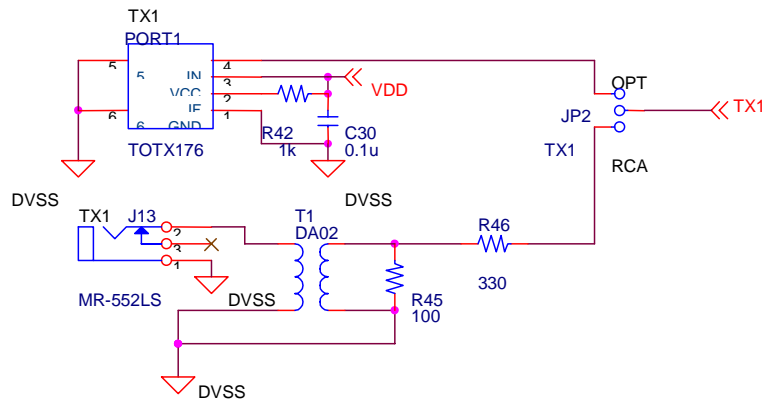 TX1
PORT1
5
6
5
6
IN
VCC
IF
GND
4
3
2
1
TOTX176
R42
1k
C30
0.1u
VDD
DVSS
DVSS
OPT
JP2
TX1
RCA
TX1
TX1
J13
2
3
1
MR-552LS
T1
DA02
DVSS
R46
330
R45
100
DVSS